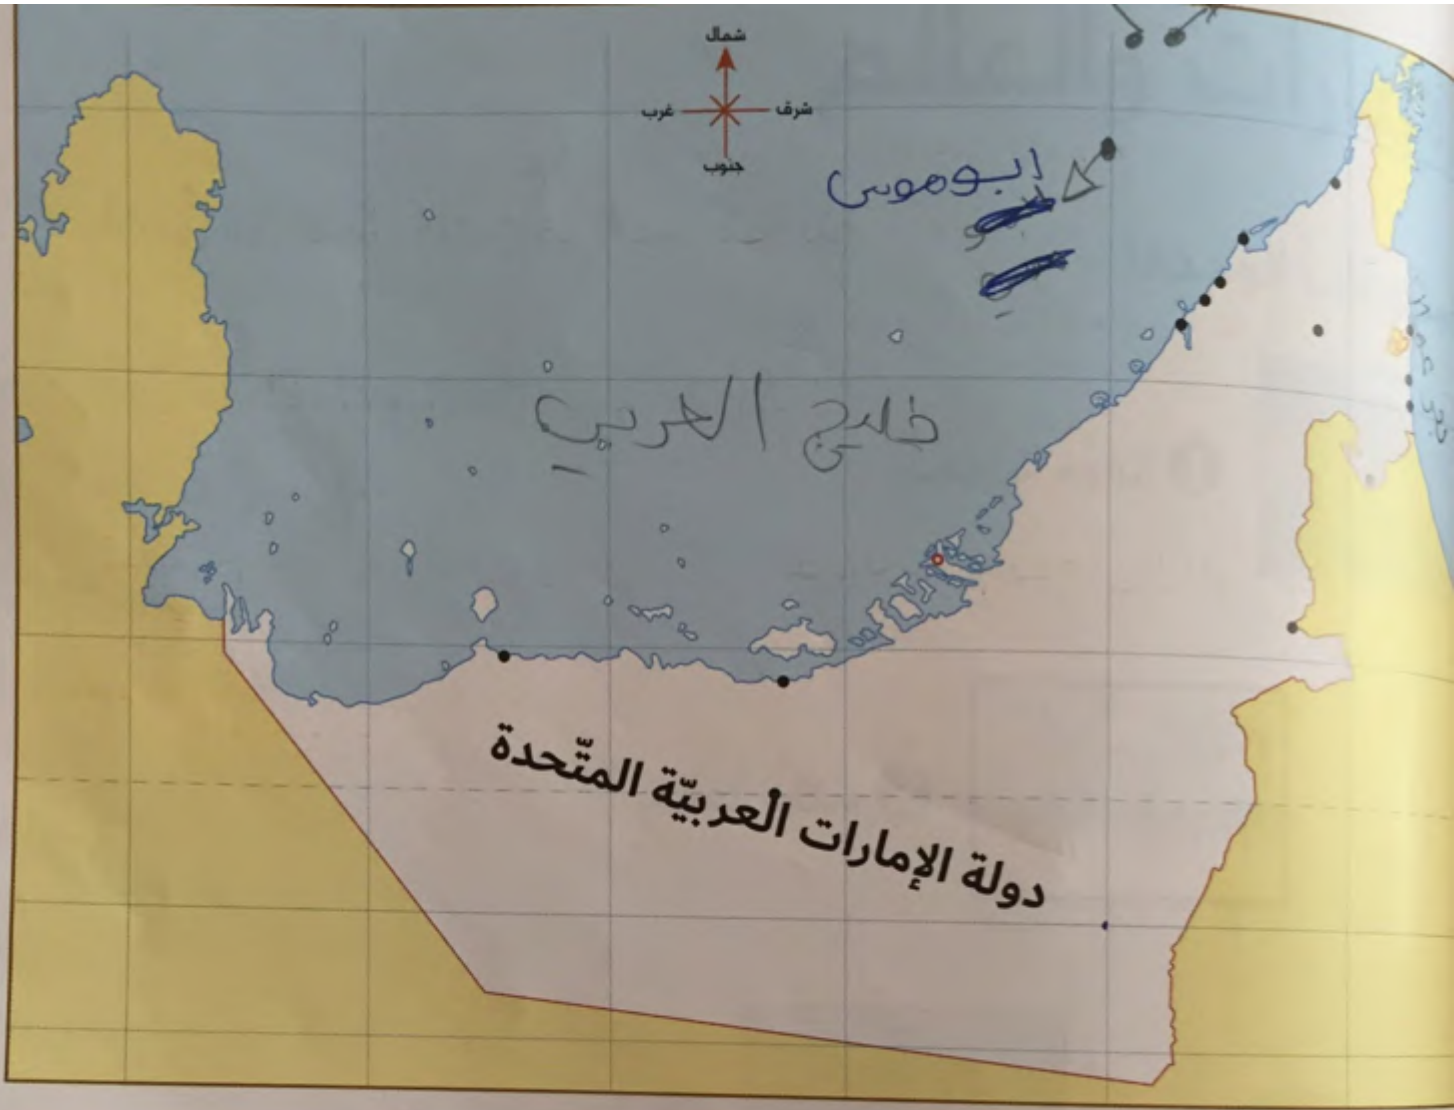 شمال
شرق
غرب
جنوب
ابوموسى
خليج العربي
دولة الإمارات العربيّة المتّحدة